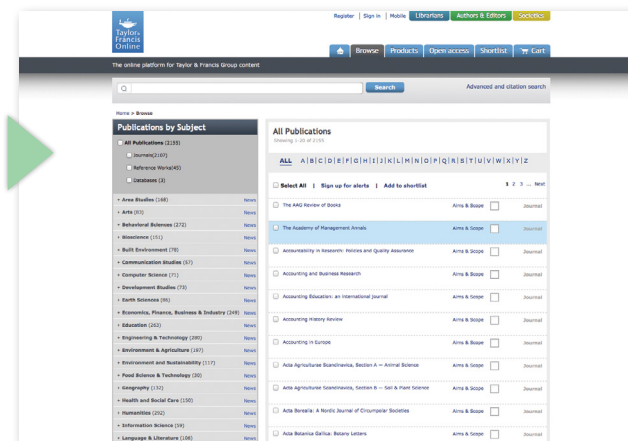 Register | Sign in | Mobile Librarians Authors & Editors Societies
Taylor &
Francis
Online
Browse Products Open access Shortlist Cart
The online platform for Taylor & Francis Group content
Search Advanced and citation search
Home > Browse
Publications by Subject
All Publications (2155)
Journals(2107)
Reference Works(45)
Databases (3)
+ Area Studies (168) News
+ Arts (83) News
+ Behavioral Sciences (272) News
+ Bioscience (151) News
+ Built Environment (78) News
+ Communication Studies (57) News
+ Computer Science (71) News
+ Development Studies (73) News
+ Earth Sciences (86) News
+ Economics, Finance, Business & Industry (249) News
+ Education (263) News
+ Engineering & Technology (280) News
+ Environment & Agriculture (187) News
+ Environment and Sustainability (117) News
+ Food Science & Technology (30) News
+ Geography (132) News
+ Health and Social Care (150) News
+ Humanities (252) News
+ Information Science (59) News
+ Language & Literature (106) News
All Publications
Showing 1-20 of 2155
ALL A | B | C | D | E | F | G | H | I | J | K | L | M | N | O | P | Q | R | S | T | U | V | W | X | Y | Z
Select All | Sign up for alerts | Add to shortlist 1 2 3 ... Next
The AAG Review of Books Aims & Scope Journal
The Academy of Management Annals Aims & Scope Journal
Accountability in Research: Policies and Quality Assurance Aims & Scope Journal
Accounting and Business Research Aims & Scope Journal
Accounting Education: an international journal Aims & Scope Journal
Accounting History Review Aims & Scope Journal
Accounting in Europe Aims & Scope Journal
Acta Agriculturae Scandinavica, Section A — Animal Science Aims & Scope Journal
Acta Agriculturae Scandinavica, Section B — Soil & Plant Science Aims & Scope Journal
Acta Borealia: A Nordic Journal of Circumpolar Societies Aims & Scope Journal
Acta Botanica Gallica: Botany Letters Aims & Scope Journal